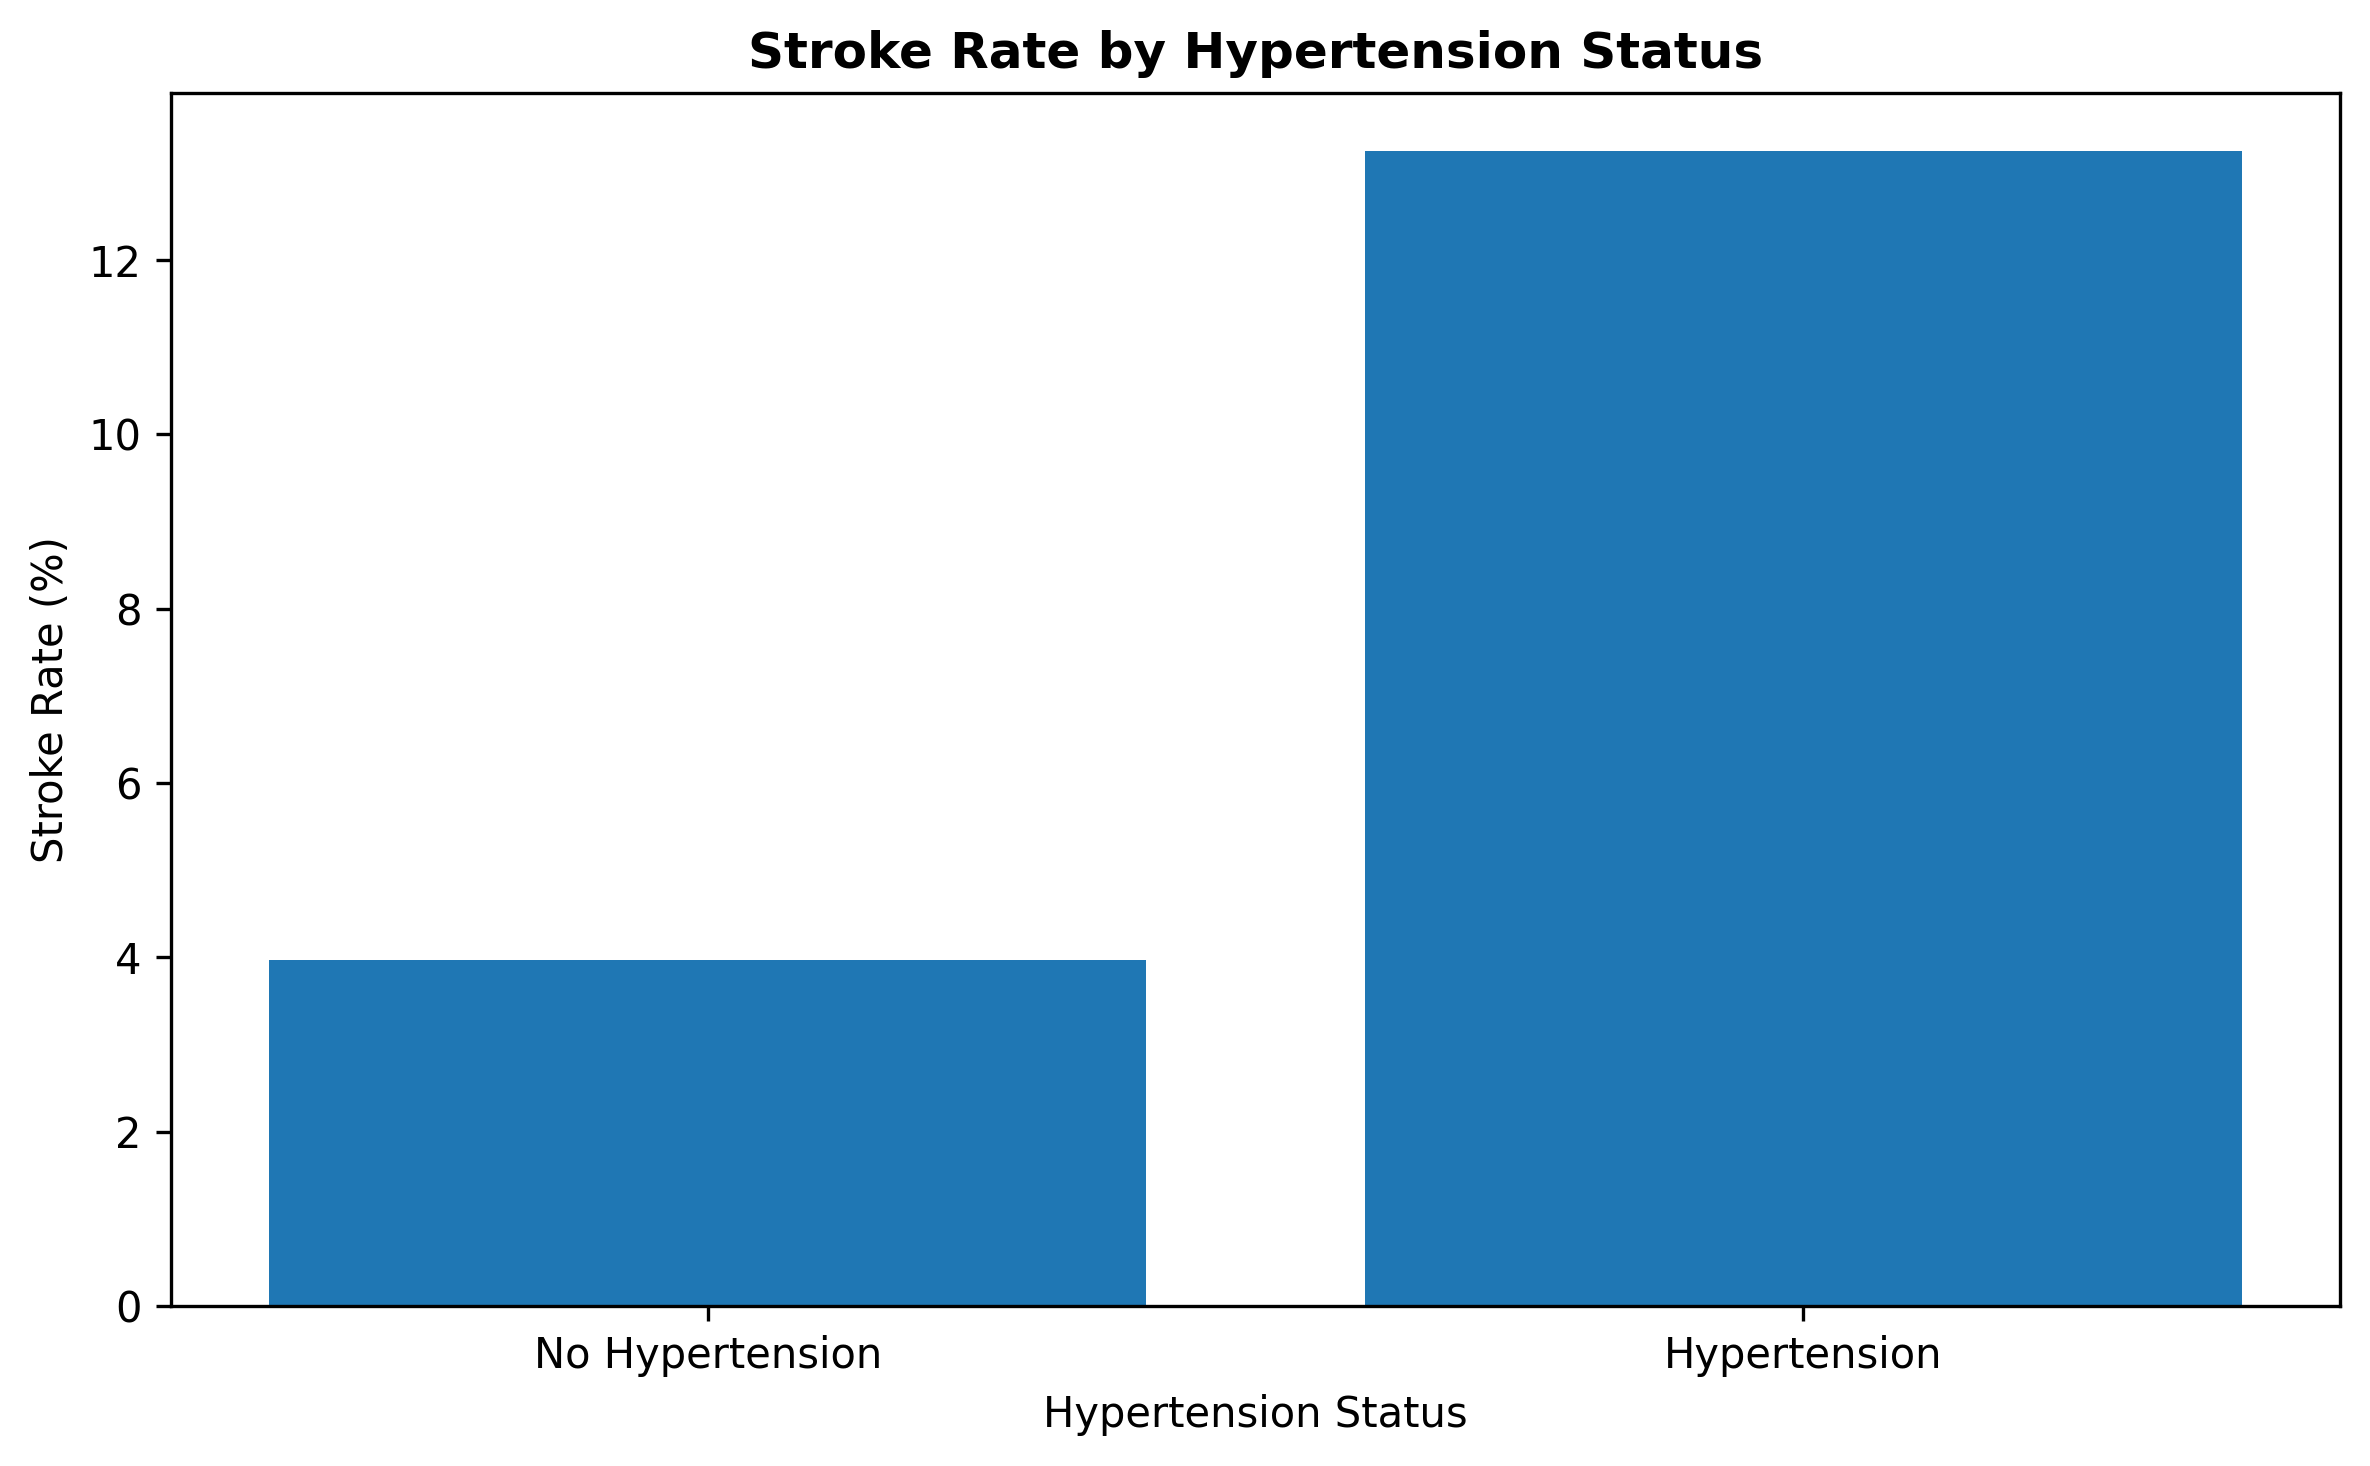 Stroke Rate by Hypertension Status
Stroke Rate (%)
12
10
8
6
4
2
0
No Hypertension
Hypertension
Hypertension Status